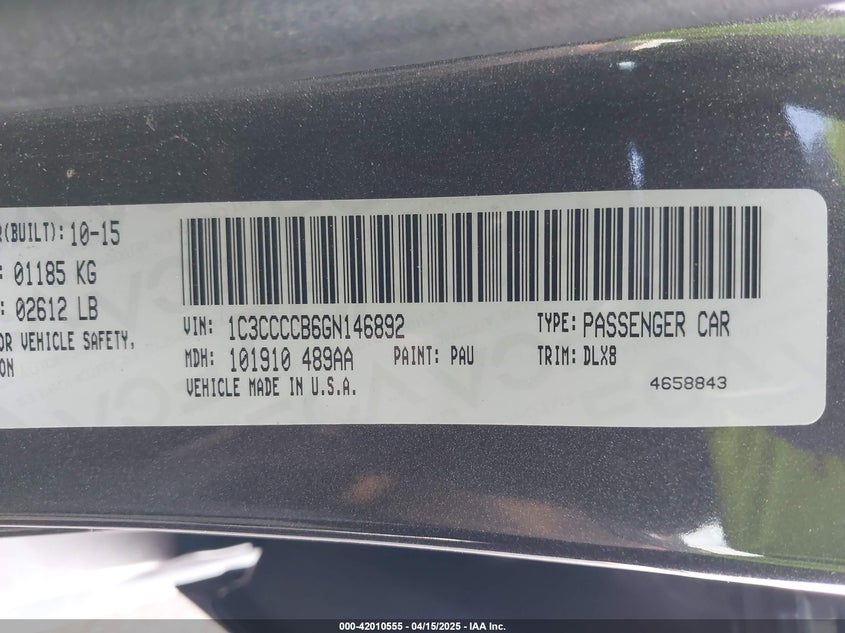 R(BUILT): 10-15
: 01185 KG
: 02612 LB
OR VEHICLE SAFETY,
ION
VIN: 1C3CCCCB6GN146892 TYPE: PASSENGER CAR
MDH: 101910 489AA PAINT: PAU TRIM: DLX8
VEHICLE MADE IN U.S.A. 4658843
000-42010555 - 04/15/2025 - IAA Inc.